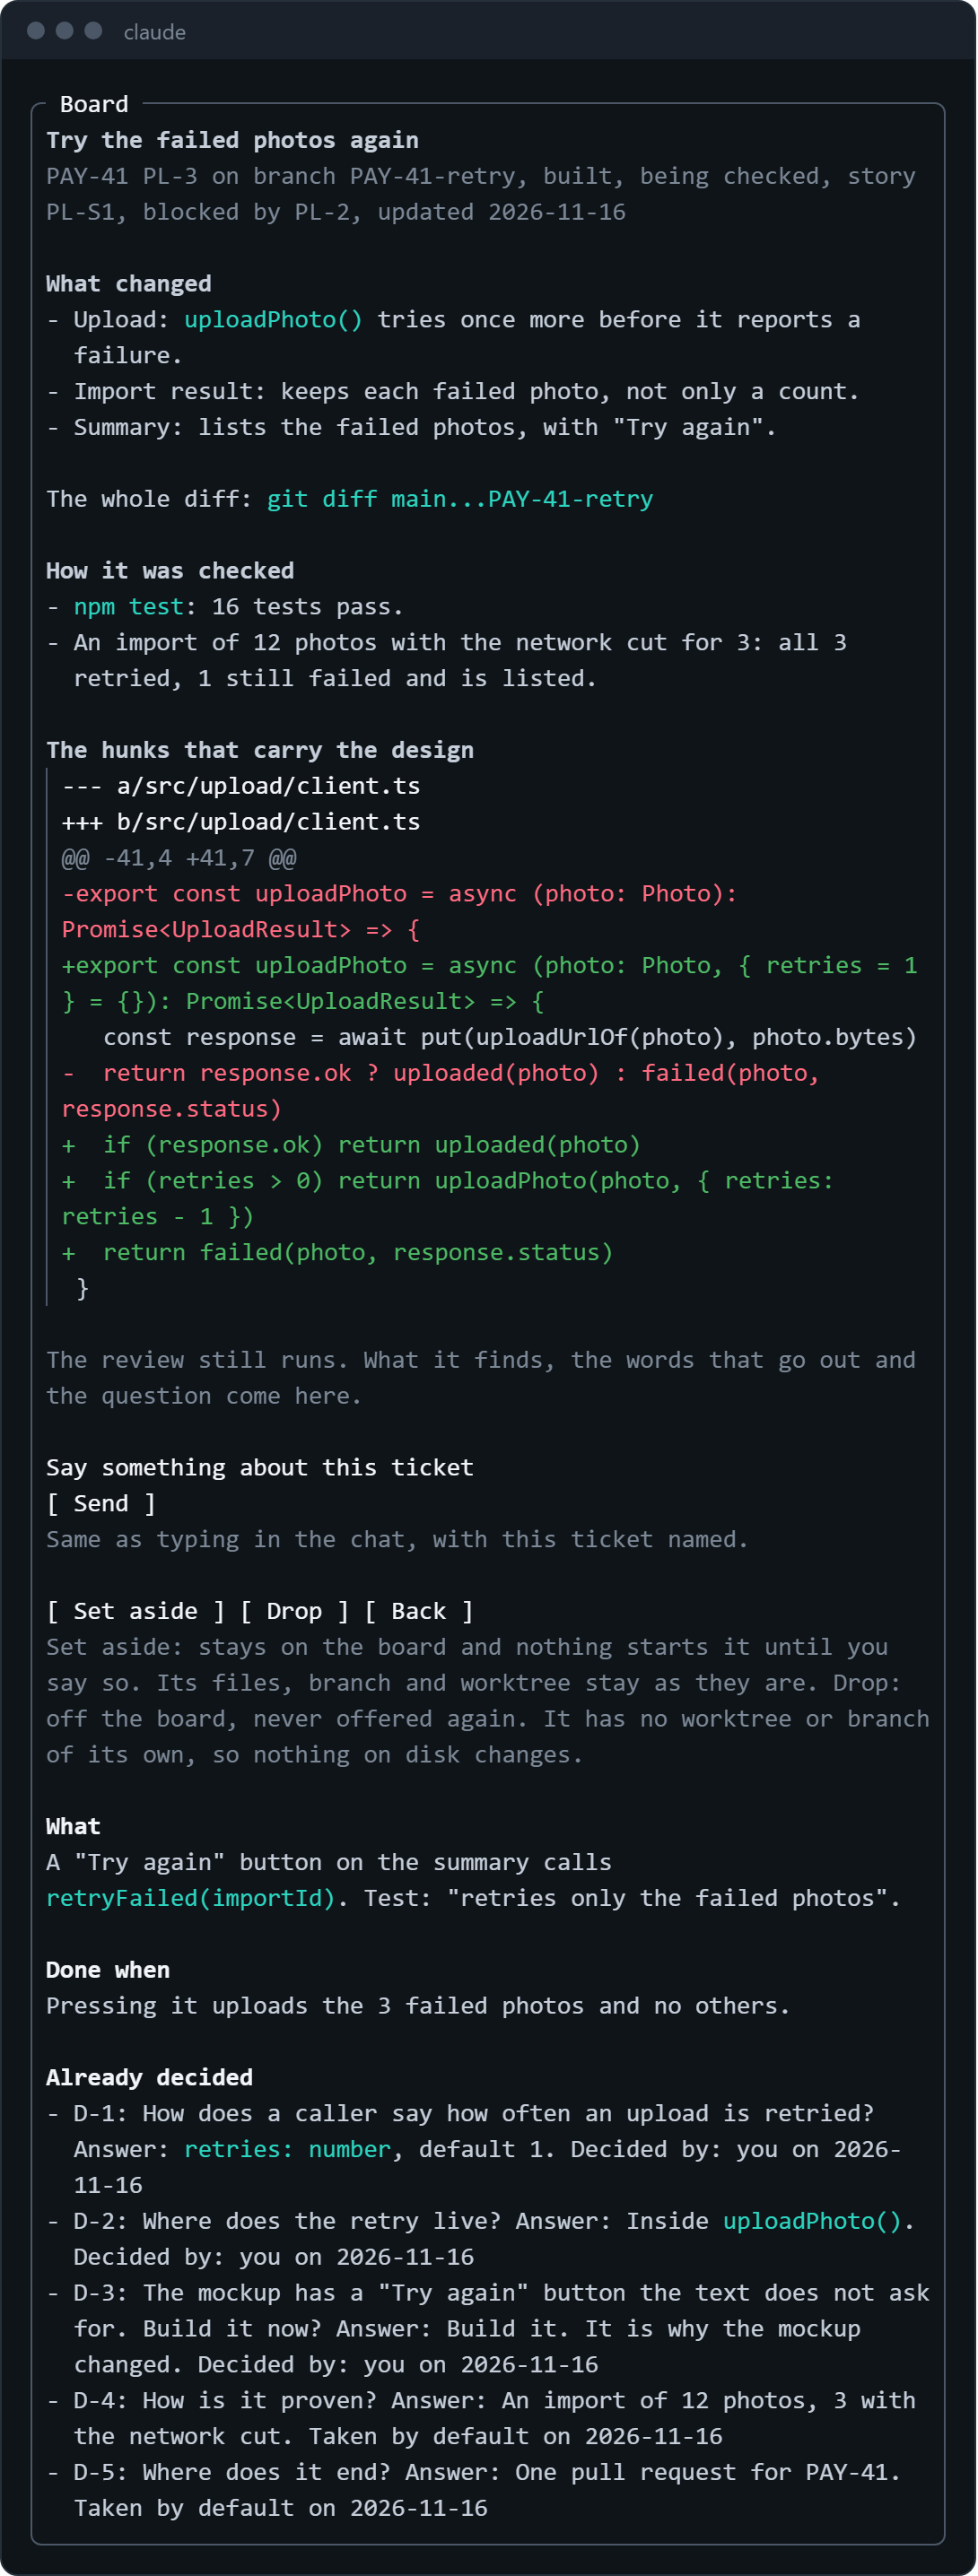 claude
Board
Try the failed photos again
PAY-41 PL-3 on branch PAY-41-retry, built, being checked, story
PL-S1, blocked by PL-2, updated 2026-11-16
What changed
- Upload: uploadPhoto() tries once more before it reports a
failure.
- Import result: keeps each failed photo, not only a count.
- Summary: lists the failed photos, with "Try again".
The whole diff: git diff main...PAY-41-retry
How it was checked
- npm test: 16 tests pass.
- An import of 12 photos with the network cut for 3: all 3
retried, 1 still failed and is listed.
The hunks that carry the design
--- a/src/upload/client.ts
+++ b/src/upload/client.ts
@@ -41,4 +41,7 @@
-export const uploadPhoto = async (photo: Photo):
Promise<UploadResult> => {
+export const uploadPhoto = async (photo: Photo, { retries = 1
} = {}): Promise<UploadResult> => {
const response = await put(uploadUrlOf(photo), photo.bytes)
-  return response.ok ? uploaded(photo) : failed(photo,
response.status)
+  if (response.ok) return uploaded(photo)
+  if (retries > 0) return uploadPhoto(photo, { retries:
retries - 1 })
+  return failed(photo, response.status)
}
The review still runs. What it finds, the words that go out and
the question come here.
Say something about this ticket
[ Send ]
Same as typing in the chat, with this ticket named.
[ Set aside ] [ Drop ] [ Back ]
Set aside: stays on the board and nothing starts it until you
say so. Its files, branch and worktree stay as they are. Drop:
off the board, never offered again. It has no worktree or branch
of its own, so nothing on disk changes.
What
A "Try again" button on the summary calls
retryFailed(importId). Test: "retries only the failed photos".
Done when
Pressing it uploads the 3 failed photos and no others.
Already decided
- D-1: How does a caller say how often an upload is retried?
Answer: retries: number, default 1. Decided by: you on 2026-
11-16
- D-2: Where does the retry live? Answer: Inside uploadPhoto().
Decided by: you on 2026-11-16
- D-3: The mockup has a "Try again" button the text does not ask
for. Build it now? Answer: Build it. It is why the mockup
changed. Decided by: you on 2026-11-16
- D-4: How is it proven? Answer: An import of 12 photos, 3 with
the network cut. Taken by default on 2026-11-16
- D-5: Where does it end? Answer: One pull request for PAY-41.
Taken by default on 2026-11-16